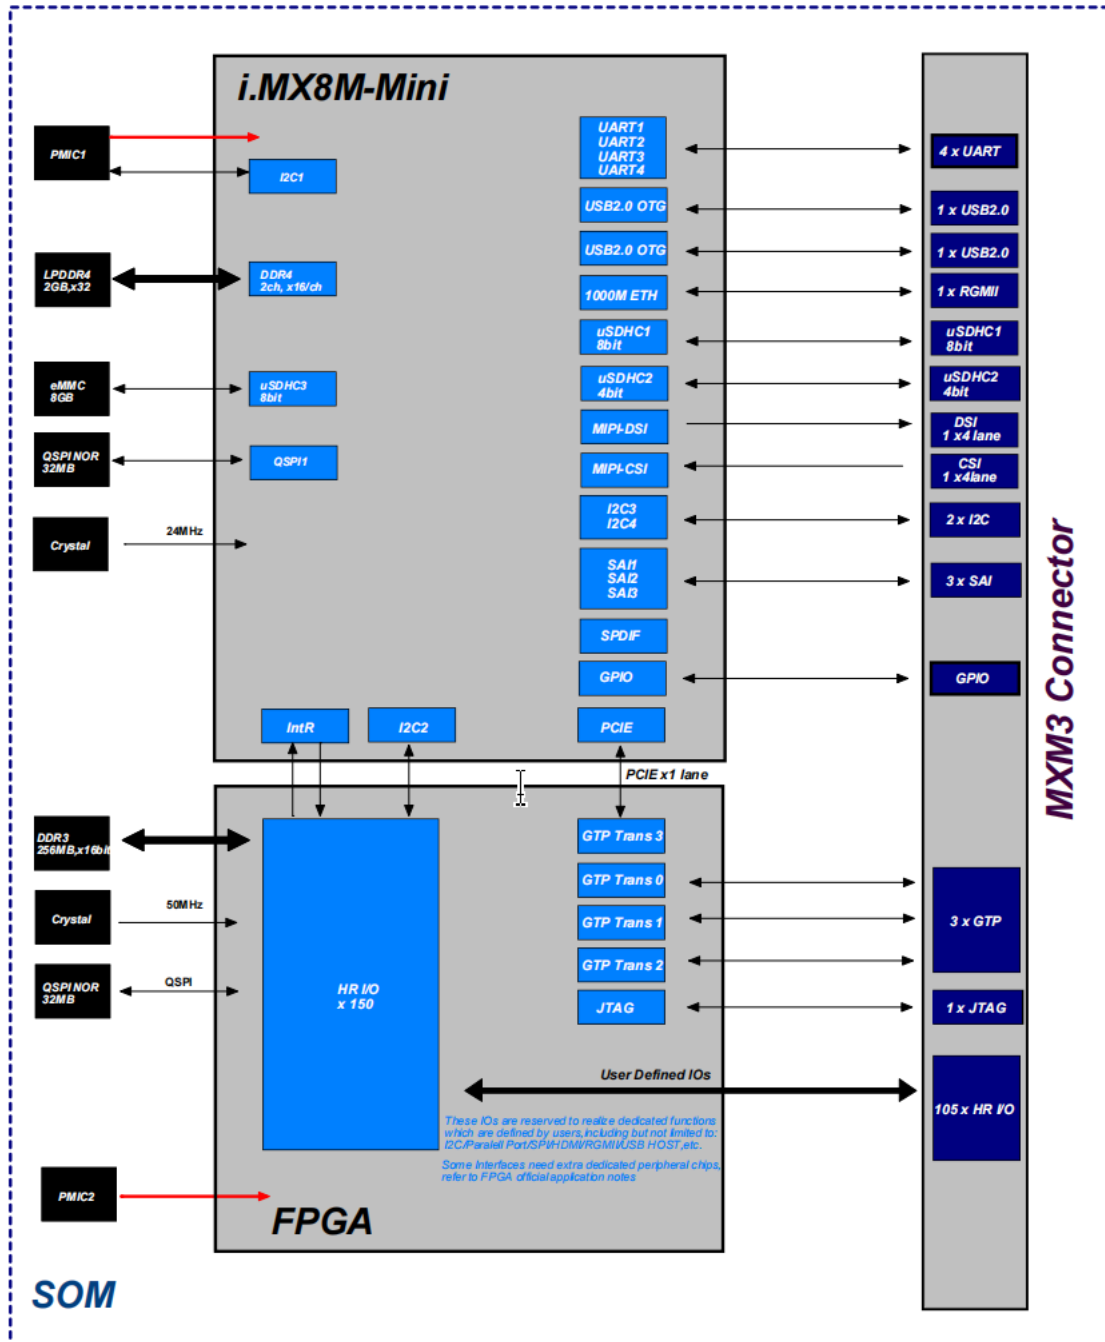 i.MX8M-Mini
PMIC1
I2C1
LPDDR4
2GB,x32
DDR4
2ch, x16/ch
eMMC
8GB
uSDHC3
8bit
QSPI NOR
32MB
QSPI1
Crystal
24MHz
UART1
UART2
UART3
UART4
USB2.0 OTG
USB2.0 OTG
1000M ETH
uSDHC1
8bit
uSDHC2
4bit
MIPI-DSI
MIPI-CSI
I2C3
I2C4
SAI1
SAI2
SAI3
SPDIF
GPIO
IntR
I2C2
PCIE
4 x UART
1 x USB2.0
1 x USB2.0
1 x RGMII
uSDHC1
8bit
uSDHC2
4bit
DSI
1 x4 lane
CSI
1 x4lane
2 x I2C
3 x SAI
GPIO
MXM3 Connector
PCIE x1 lane
DDR3
256MB,x16bit
Crystal
50MHz
QSPI NOR
32MB
QSPI
HR I/O
x 150
GTP Trans 3
GTP Trans 0
GTP Trans 1
GTP Trans 2
JTAG
3 x GTP
1 x JTAG
User Defined IOs
105 x HR I/O
These IOs are reserved to realize dedicated functions
which are defined by users,including but not limited to:
I2C/Paralell Port/SPI/HDMI/RGMII/USB HOST,etc.
Some Interfaces need extra dedicated peripheral chips,
refer to FPGA official application notes
PMIC2
FPGA
SOM